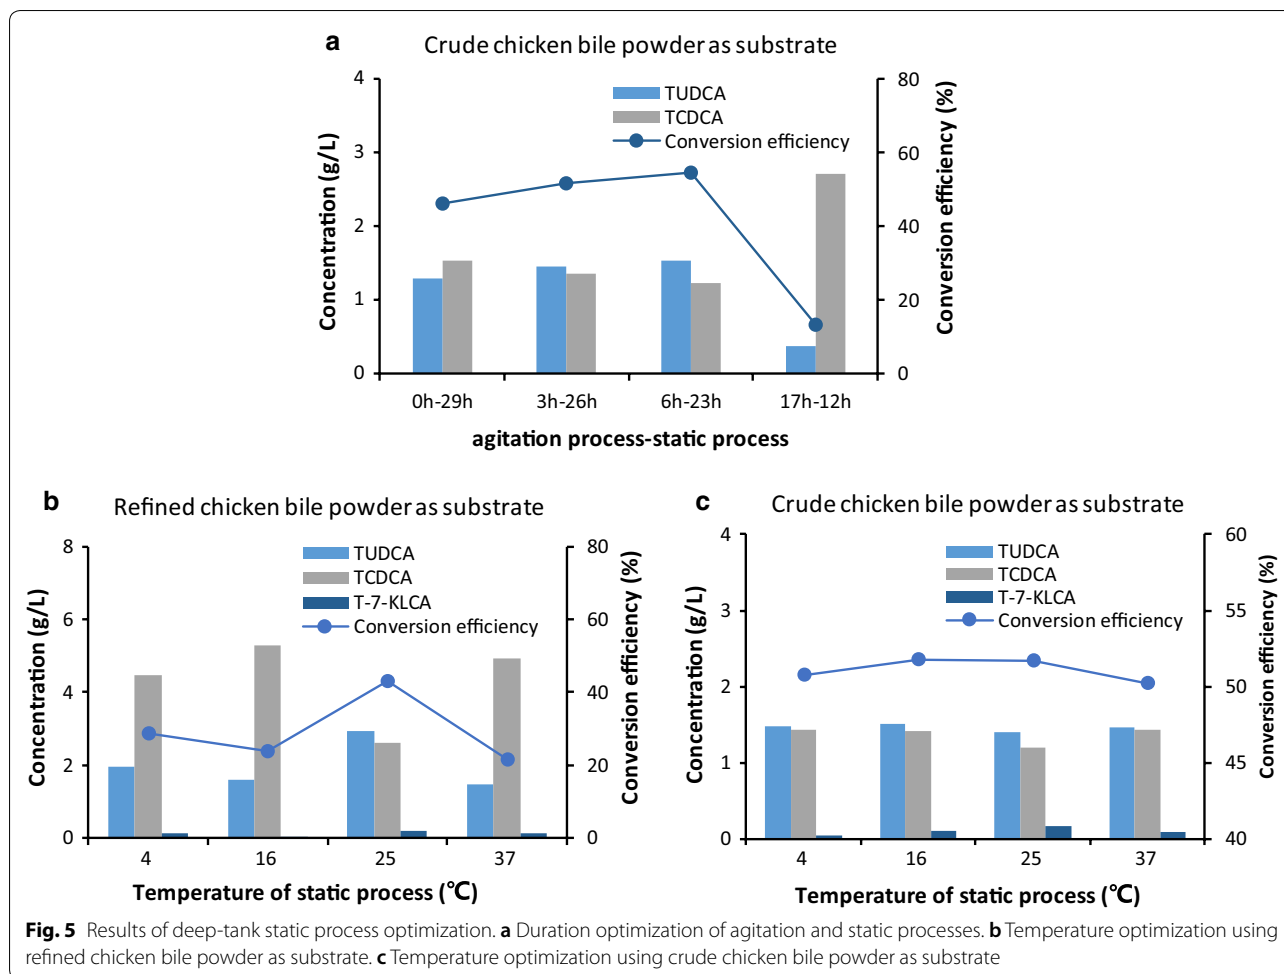 a Crude chicken bile powder as substrate
TUDCA
TCDCA
Conversion efficiency
Concentration (g/L)
4
3
2
1
0
80
60
40
20
0
Conversion efficiency (%)
0h-29h 3h-26h 6h-23h 17h-12h
agitation process-static process
b Refined chicken bile powder as substrate
TUDCA
TCDCA
T-7-KLCA
Conversion efficiency
Concentration (g/L)
8
6
4
2
0
80
60
40
20
0
Conversion efficiency (%)
4 16 25 37
Temperature of static process (℃)
c Crude chicken bile powder as substrate
TUDCA
TCDCA
T-7-KLCA
Conversion efficiency
Concentration (g/L)
4
3
2
1
0
60
55
50
45
40
Conversion efficiency (%)
4 16 25 37
Temperature of static process (℃)
Fig. 5 Results of deep-tank static process optimization. a Duration optimization of agitation and static processes. b Temperature optimization using
refined chicken bile powder as substrate. c Temperature optimization using crude chicken bile powder as substrate